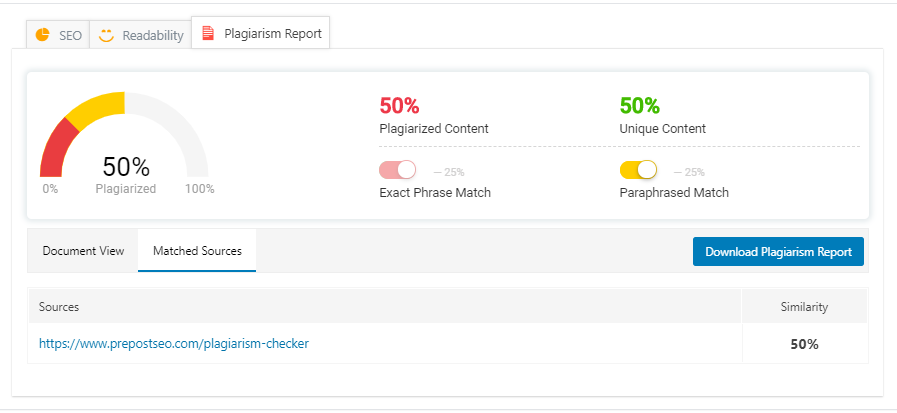 SEO Readability Plagiarism Report
50%
0% Plagiarized 100%
50% 50%
Plagiarized Content Unique Content
— 25% — 25%
Exact Phrase Match Paraphrased Match
Document View Matched Sources Download Plagiarism Report
Sources Similarity
https://www.prepostseo.com/plagiarism-checker 50%